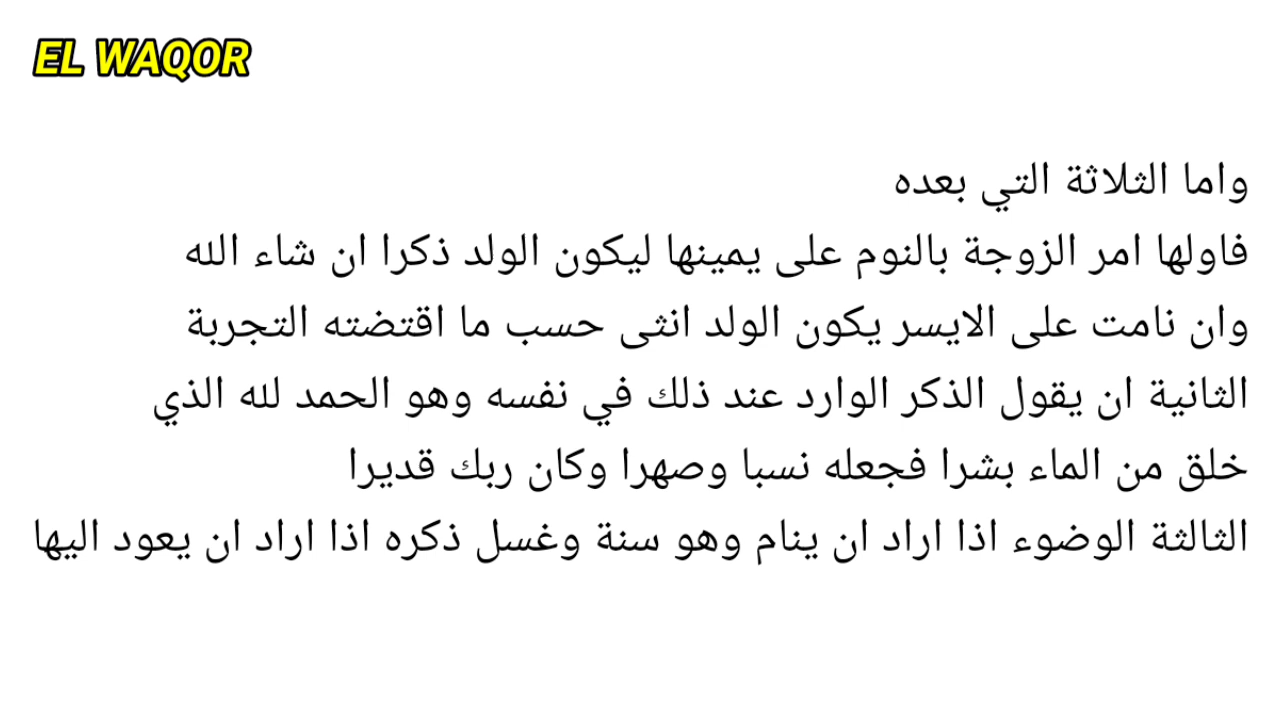 EL WAQOR
واما الثلاثة التي بعده
فاولها امر الزوجة بالنوم على يمينها ليكون الولد ذكرا ان شاء الله
وان نامت على الايسر يكون الولد انثى حسب ما اقتضته التجربة
الثانية ان يقول الذكر الوارد عند ذلك في نفسه وهو الحمد لله الذي
خلق من الماء بشرا فجعله نسبا وصهرا وكان ربك قديرا
الثالثة الوضوء اذا اراد ان ينام وهو سنة وغسل ذكره اذا اراد ان يعود اليها